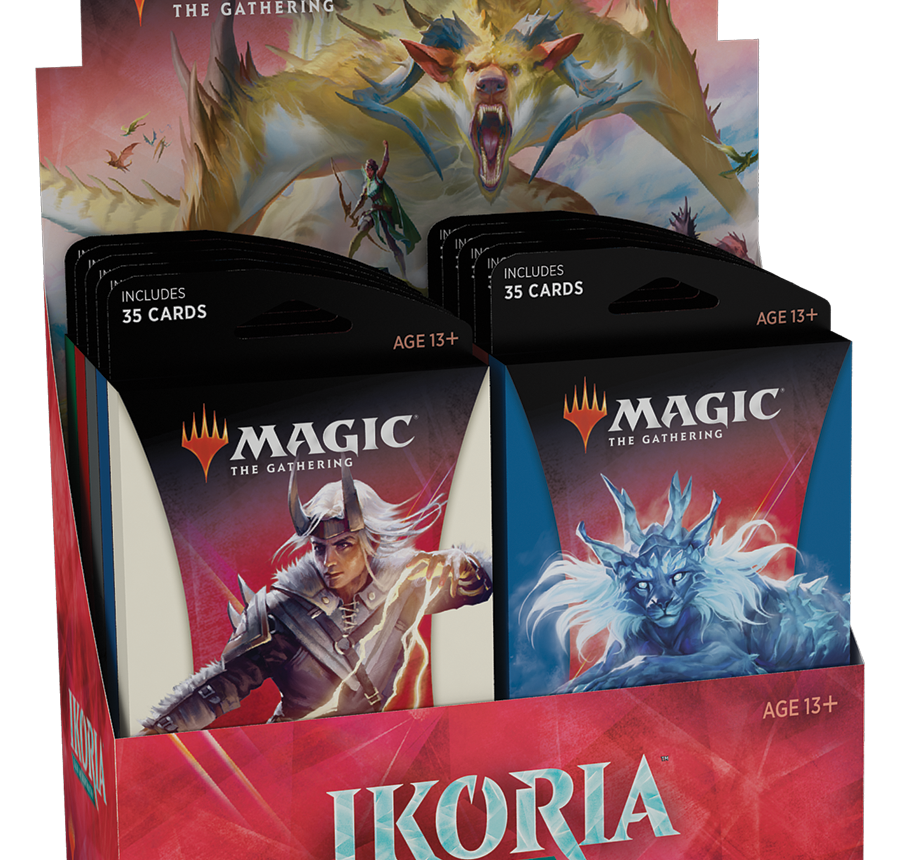 THE GATHERING
INCLUDES
35 CARDS
AGE 13+
MAGIC
THE GATHERING
INCLUDES
35 CARDS
AGE 13+
MAGIC
THE GATHERING
AGE 13+
IKORIA™
IKORIA